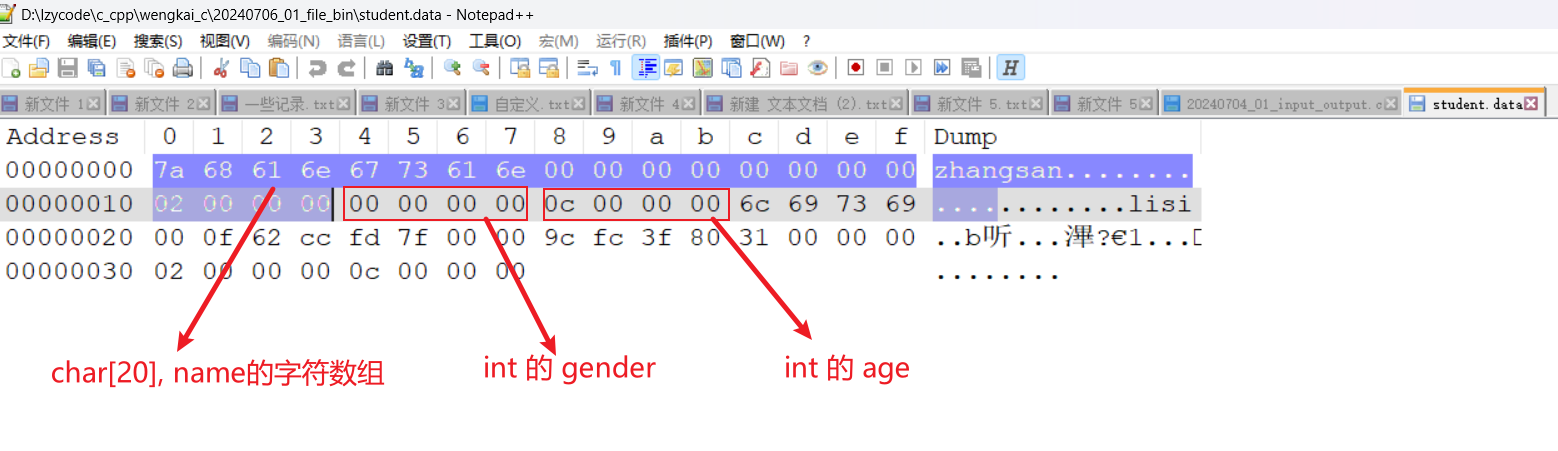 D:\lzycode\c_cpp\wengkai_c\20240706_01_file_bin\student.data - Notepad++
文件(F) 编辑(E) 搜索(S) 视图(V) 编码(N) 语言(L) 设置(T) 工具(O) 宏(M) 运行(R) 插件(P) 窗口(W) ?
新文件 1 新文件 2 一些记录.txt 新文件 3 自定义.txt 新文件 4 新建 文本文档 (2).txt 新文件 5.txt 新文件 5 20240704_01_input_output.c student.data
Address 0 1 2 3 4 5 6 7 8 9 a b c d e f Dump
00000000 7a 68 61 6e 67 73 61 6e 00 00 00 00 00 00 00 00 zhangsan........
00000010 02 00 00 00 00 00 00 00 0c 00 00 00 6c 69 73 69 ............lisi
00000020 00 0f 62 cc fd 7f 00 00 9c fc 3f 80 31 00 00 00 ..b听...滭?€1...
00000030 02 00 00 00 0c 00 00 00 ........
char[20], name的字符数组
int 的 gender
int 的 age